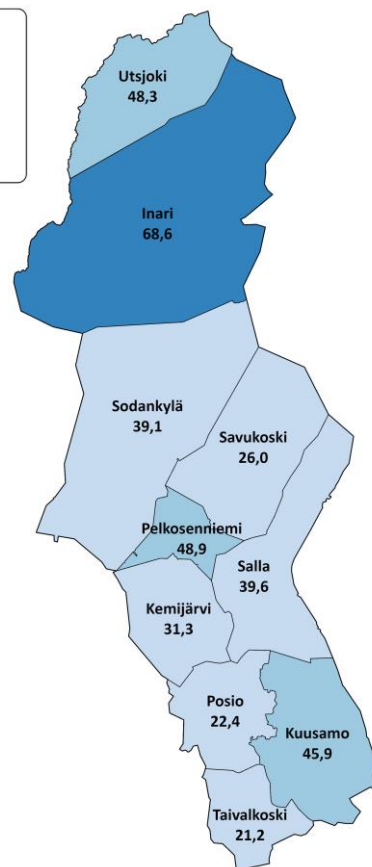 Utsjoki
48,3
Inari
68,6
Sodankylä
39,1
Savukoski
26,0
Pelkosenniemi
48,9
Salla
39,6
Kemijärvi
31,3
Posio
22,4
Kuusamo
45,9
Taivalkoski
21,2